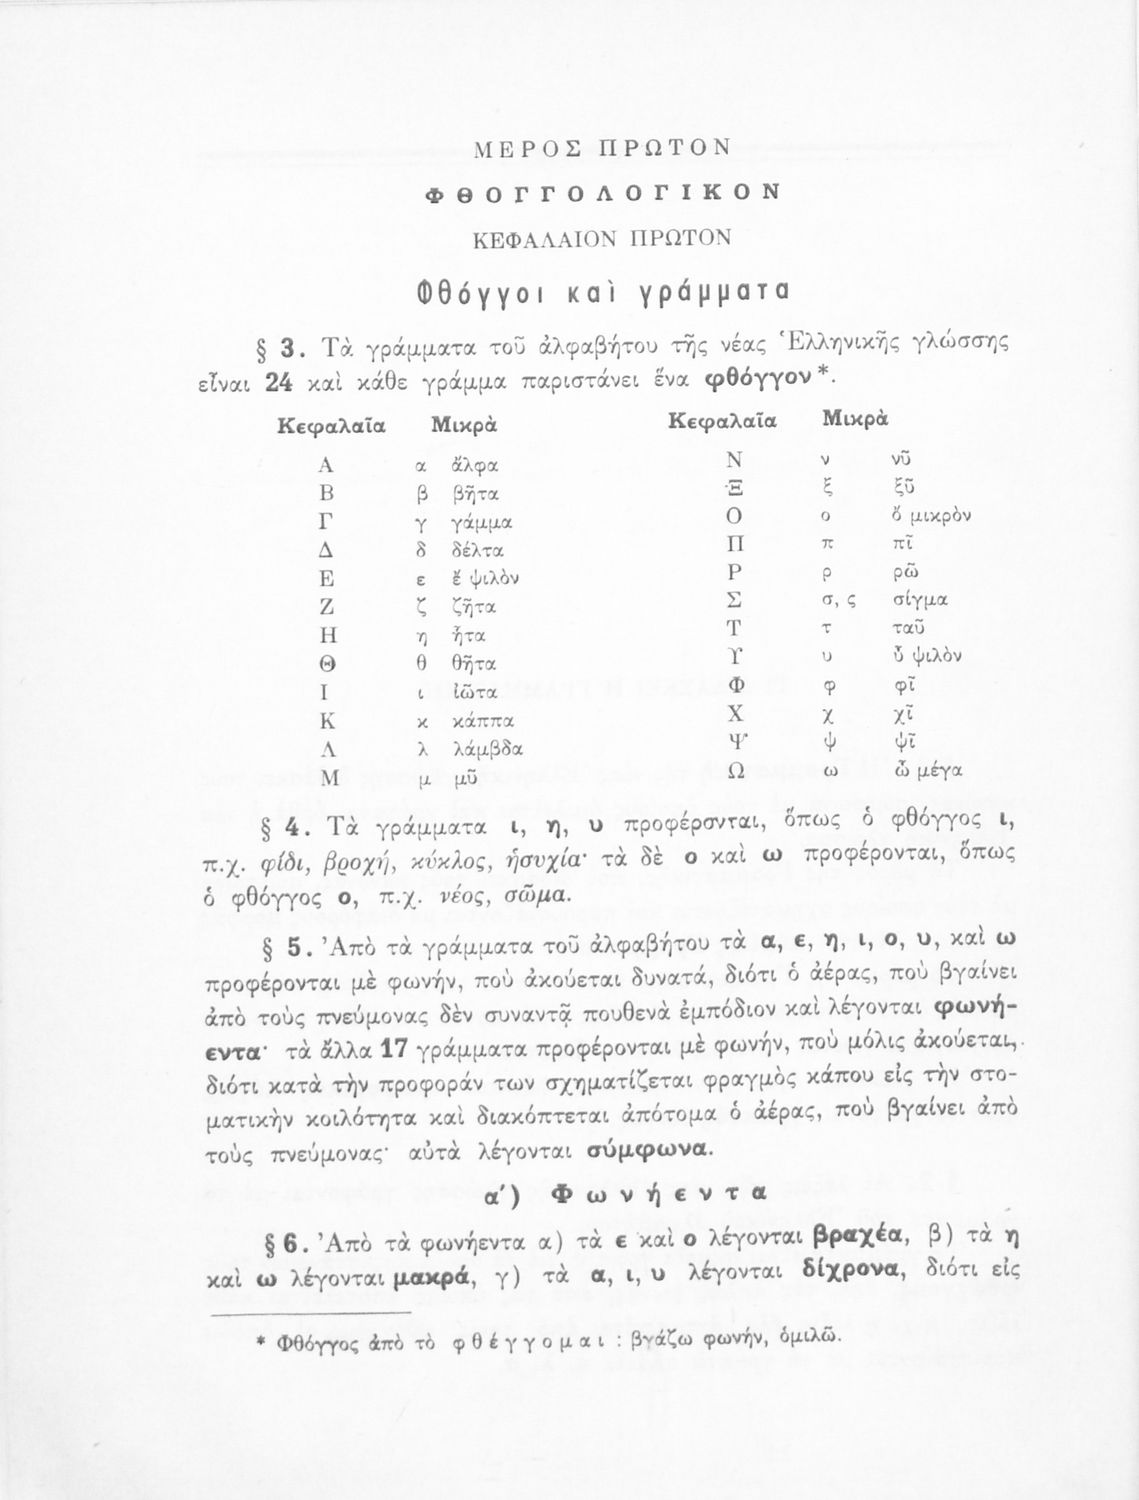 ΜΕΡΟΣ ΠΡΩΤΟΝ
ΦΘΟΓΓΟΛΟΓΙΚΟΝ
ΚΕΦΑΛΑΙΟΝ ΠΡΩΤΟΝ
Φθόγγοι καὶ γράμματα
§ 3. Τὰ γράμματα τοῦ ἀλφαβήτου τῆς νέας Ἑλληνικῆς γλώσσης
εἶναι 24 καὶ κάθε γράμμα παριστάνει ἕνα φθόγγον*.
Κεφαλαῖα Μικρὰ Κεφαλαῖα Μικρὰ
Α α ἄλφα Ν ν νῦ
Β β βῆτα Ξ ξ ξῦ
Γ γ γάμμα Ο ο ὄ μικρὸν
Δ δ δέλτα Π π πῖ
Ε ε ἔ ψιλὸν Ρ ρ ρῶ
Ζ ζ ζῆτα Σ σ, ς σίγμα
Η η ἦτα Τ τ ταῦ
Θ θ θῆτα Υ υ ὖ ψιλὸν
Ι ι ἰῶτα Φ φ φῖ
Κ κ κάππα Χ χ χῖ
Λ λ λάμβδα Ψ ψ ψῖ
Μ μ μῦ Ω ω ὦ μέγα
§ 4. Τὰ γράμματα ι, η, υ προφέρονται, ὅπως ὁ φθόγγος ι,
π.χ. φίδι, βροχή, κύκλος, ἡσυχία· τὰ δὲ ο καὶ ω προφέρονται, ὅπως
ὁ φθόγγος ο, π.χ. νέος, σῶμα.
§ 5. Ἀπὸ τὰ γράμματα τοῦ ἀλφαβήτου τὰ α, ε, η, ι, ο, υ, καὶ ω
προφέρονται μὲ φωνήν, ποὺ ἀκούεται δυνατά, διότι ὁ ἀέρας, ποὺ βγαίνει
ἀπὸ τοὺς πνεύμονας δὲν συναντᾷ πουθενὰ ἐμπόδιον καὶ λέγονται φωνή-
εντα· τὰ ἄλλα 17 γράμματα προφέρονται μὲ φωνήν, ποὺ μόλις ἀκούεται,
διότι κατὰ τὴν προφοράν των σχηματίζεται φραγμὸς κάπου εἰς τὴν στο-
ματικὴν κοιλότητα καὶ διακόπτεται ἀπότομα ὁ ἀέρας, ποὺ βγαίνει ἀπὸ
τοὺς πνεύμονας· αὐτὰ λέγονται σύμφωνα.
α΄) Φωνήεντα
§ 6. Ἀπὸ τὰ φωνήεντα α) τὰ ε καὶ ο λέγονται βραχέα, β) τὰ η
καὶ ω λέγονται μακρά, γ) τὰ α, ι, υ λέγονται δίχρονα, διότι εἰς
* Φθόγγος ἀπὸ τὸ φθέγγομαι : βγάζω φωνήν, ὁμιλῶ.